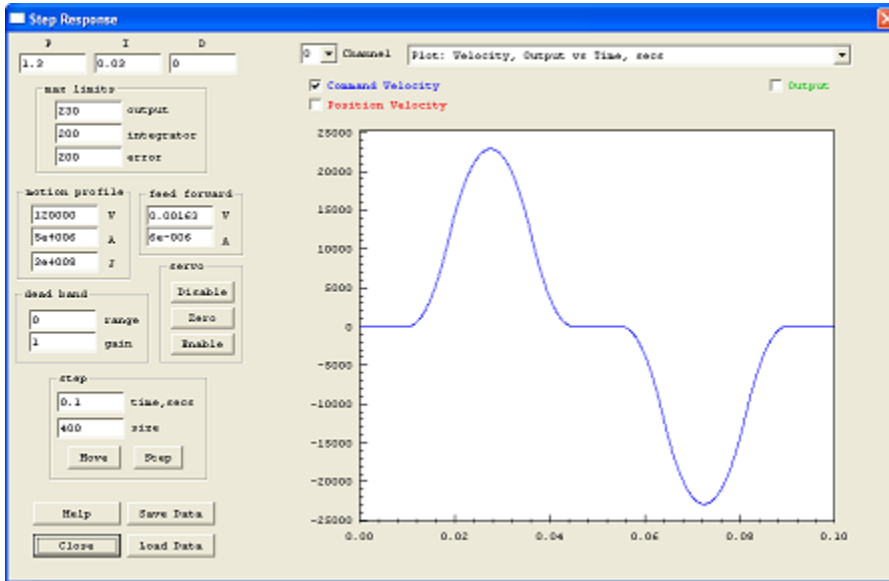 Step Response
P I D
1.2 0.02 0
max limits
230 output
200 integrator
200 error
motion profile
120000 V
5e+006 A
J
feed forward
0.00163 V
6e-006 A
servo
Disable
Zero
Enable
dead band
0 range
1 gain
step
0.1 time,secs
400 size
Move Step
Help Save Data
Close Load Data
0 Channel Plot: Velocity, Output vs Time, secs
Command Velocity Output
Position Velocity
25000
20000
15000
10000
5000
0
-5000
-10000
-15000
-20000
-25000
0.00 0.02 0.04 0.06 0.08 0.10